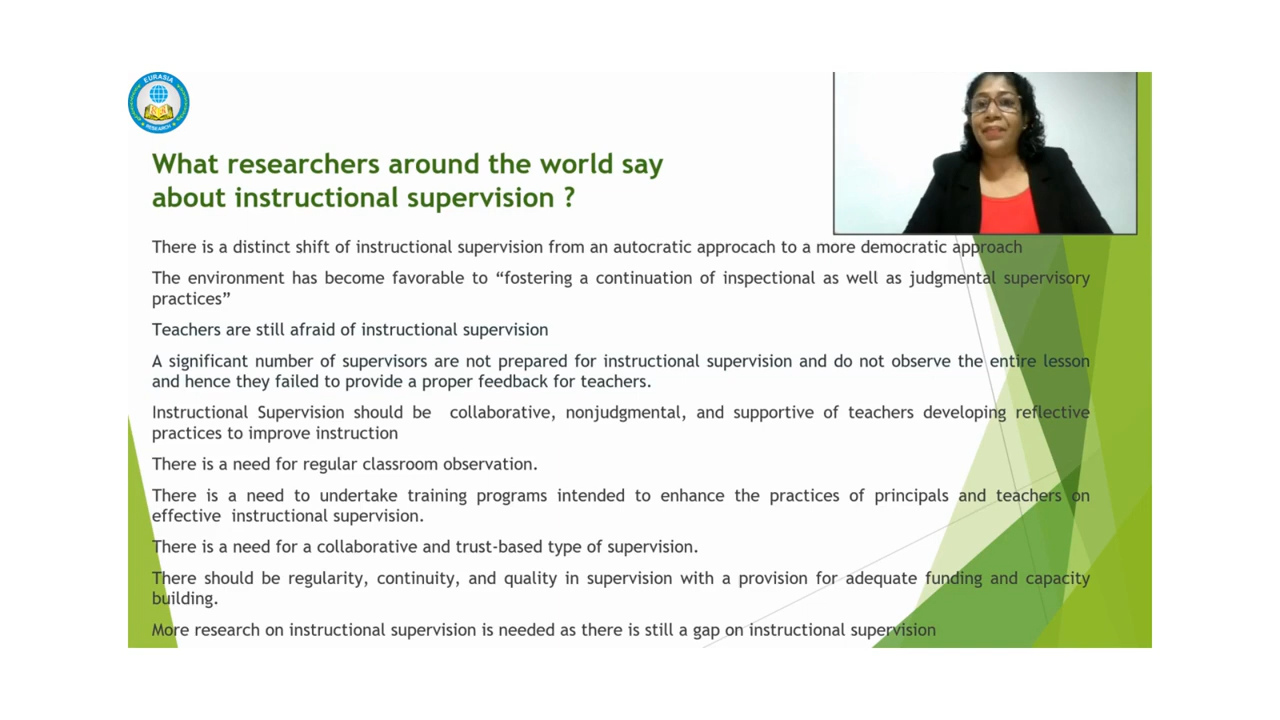 EURASIA
RESEARCH
What researchers around the world say
about instructional supervision ?
There is a distinct shift of instructional supervision from an autocratic approcach to a more democratic approach
The environment has become favorable to “fostering a continuation of inspectional as well as judgmental supervisory
practices”
Teachers are still afraid of instructional supervision
A significant number of supervisors are not prepared for instructional supervision and do not observe the entire lesson
and hence they failed to provide a proper feedback for teachers.
Instructional Supervision should be collaborative, nonjudgmental, and supportive of teachers developing reflective
practices to improve instruction
There is a need for regular classroom observation.
There is a need to undertake training programs intended to enhance the practices of principals and teachers on
effective instructional supervision.
There is a need for a collaborative and trust-based type of supervision.
There should be regularity, continuity, and quality in supervision with a provision for adequate funding and capacity
building.
More research on instructional supervision is needed as there is still a gap on instructional supervision